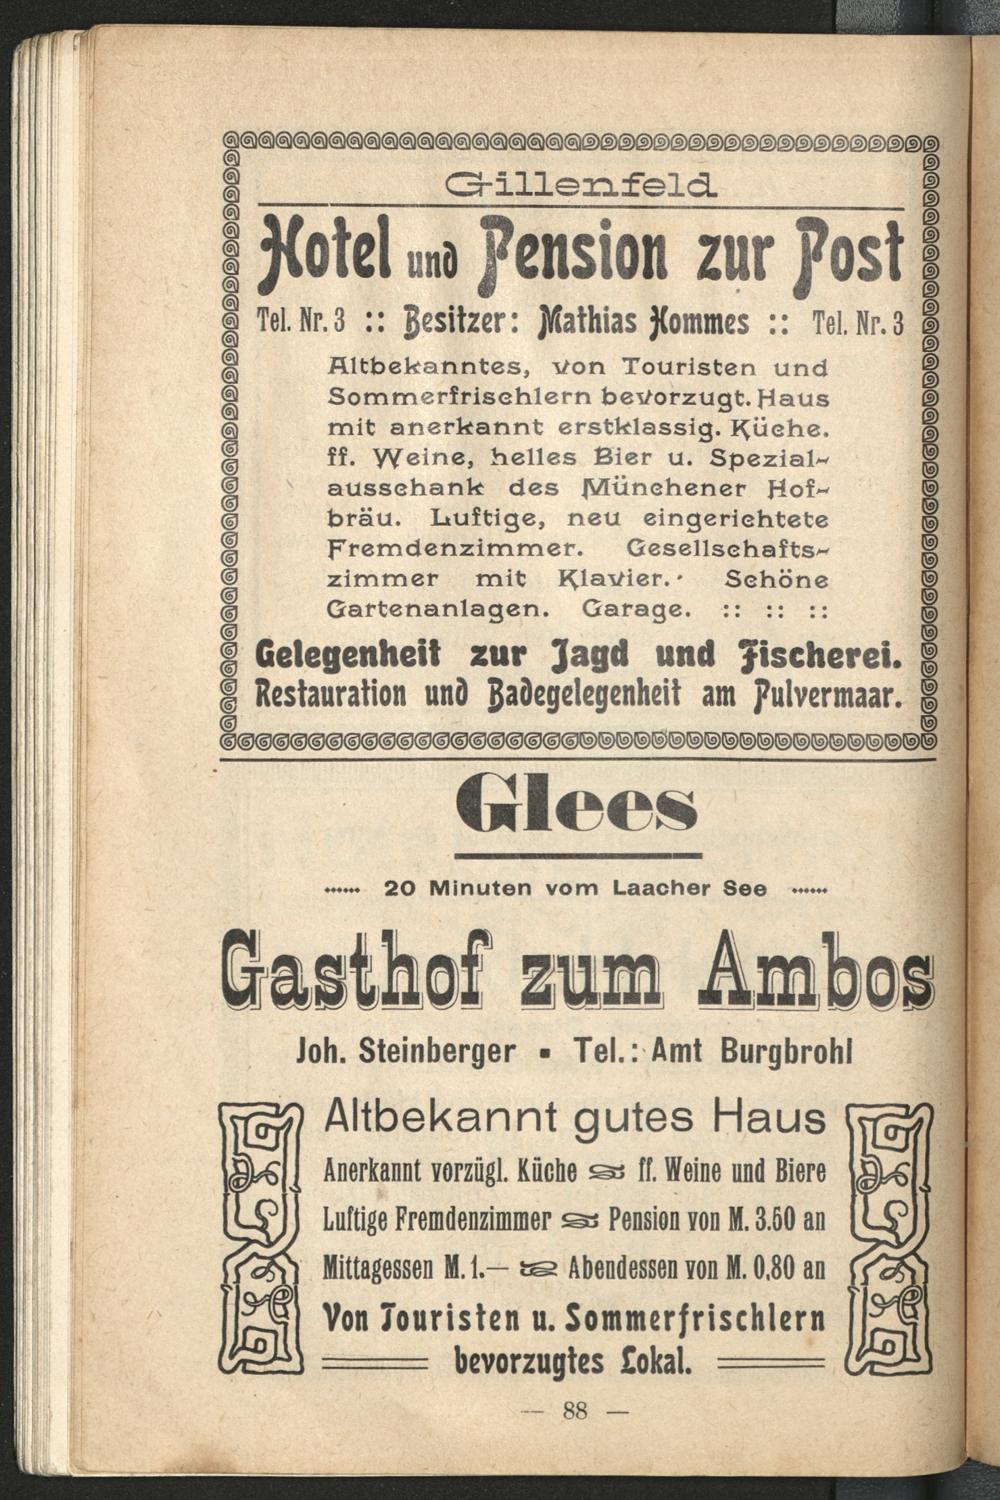 Gillenfeld
Hotel und Pension zur Post
Tel. Nr. 3 :: Besitzer: Mathias Hommes :: Tel. Nr. 3
Altbekanntes, von Touristen und
Sommerfrischlern bevorzugt. Haus
mit anerkannt erstklassig. Küche.
ff. Weine, helles Bier u. Spezial-
ausschank des Münchener Hof-
bräu. Luftige, neu eingerichtete
Fremdenzimmer. Gesellschafts-
zimmer mit Klavier. Schöne
Gartenanlagen. Garage. :: :: ::
Gelegenheit zur Jagd und Fischerei.
Restauration und Badegelegenheit am Pulvermaar.
Glees
20 Minuten vom Laacher See
Gasthof zum Ambos
Joh. Steinberger ▪ Tel.: Amt Burgbrohl
Altbekannt gutes Haus
Anerkannt vorzügl. Küche ff. Weine und Biere
Luftige Fremdenzimmer Pension von M. 3.50 an
Mittagessen M. 1.— Abendessen von M. 0,80 an
Von Touristen u. Sommerfrischlern
bevorzugtes Lokal.
— 88 —